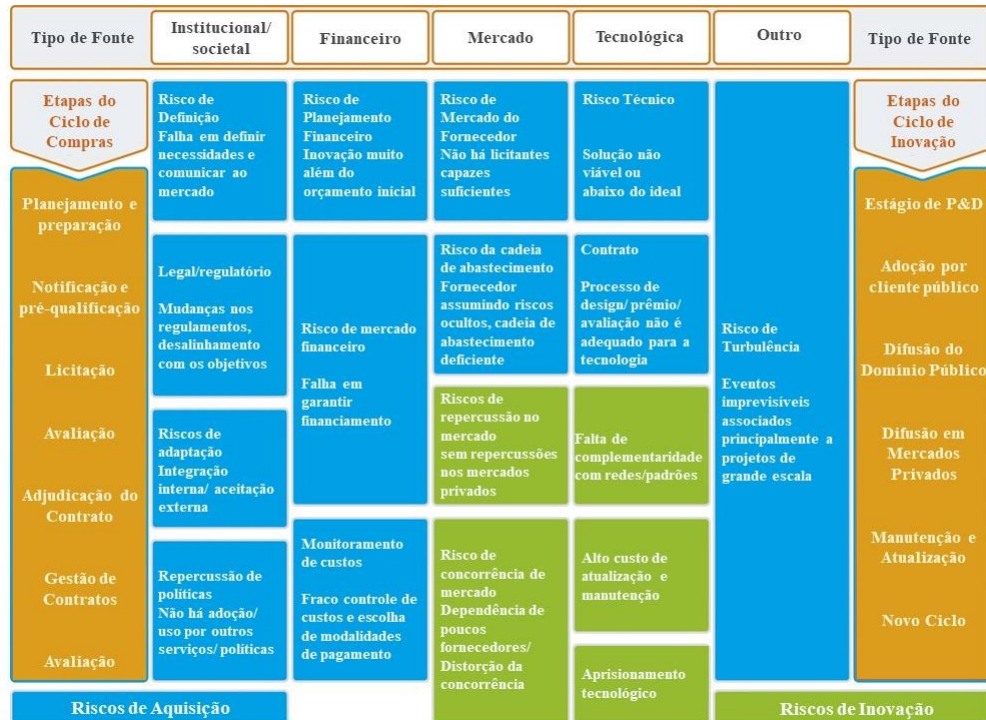 Tipo de Fonte
Institucional/
societal
Financeiro
Mercado
Tecnológica
Outro
Tipo de Fonte
Etapas do
Ciclo de
Compras
Planejamento e
preparação
Notificação e
pré-qualificação
Licitação
Avaliação
Adjudicação do
Contrato
Gestão de
Contratos
Avaliação
Risco de
Definição
Falha em definir
necessidades e
comunicar ao
mercado
Legal/regulatório
Mudanças nos
regulamentos,
desalinhamento
com os objetivos
Riscos de
adaptação
Integração
interna/ aceitação
externa
Repercussão de
políticas
Não há adoção/
uso por outros
serviços/ políticas
Risco de
Planejamento
Financeiro
Inovação muito
além do
orçamento inicial
Risco de mercado
financeiro
Falha em
garantir
financiamento
Monitoramento
de custos
Fraco controle de
custos e escolha
de modalidades
de pagamento
Risco de
Mercado do
Fornecedor
Não há licitantes
capazes
suficientes
Risco da cadeia
de abastecimento
Fornecedor
assumindo riscos
ocultos, cadeia de
abastecimento
deficiente
Riscos de
repercussão no
mercado
sem repercussões
nos mercados
privados
Risco de
concorrência de
mercado
Dependência de
poucos
fornecedores/
Distorção da
concorrência
Risco Técnico
Solução não
viável ou
abaixo do ideal
Contrato
Processo de
design/ prêmio/
avaliação não é
adequado para a
tecnologia
Falta de
complementaridade
com redes/padrões
Alto custo de
atualização e
manutenção
Aprisionamento
tecnológico
Risco de
Turbulência
Eventos
imprevisíveis
associados
principalmente a
projetos de
grande escala
Etapas do
Ciclo de
Inovação
Estágio de P&D
Adoção por
cliente público
Difusão do
Domínio Público
Difusão em
Mercados
Privados
Manutenção e
Atualização
Novo Ciclo
Riscos de Aquisição
Riscos de Inovação